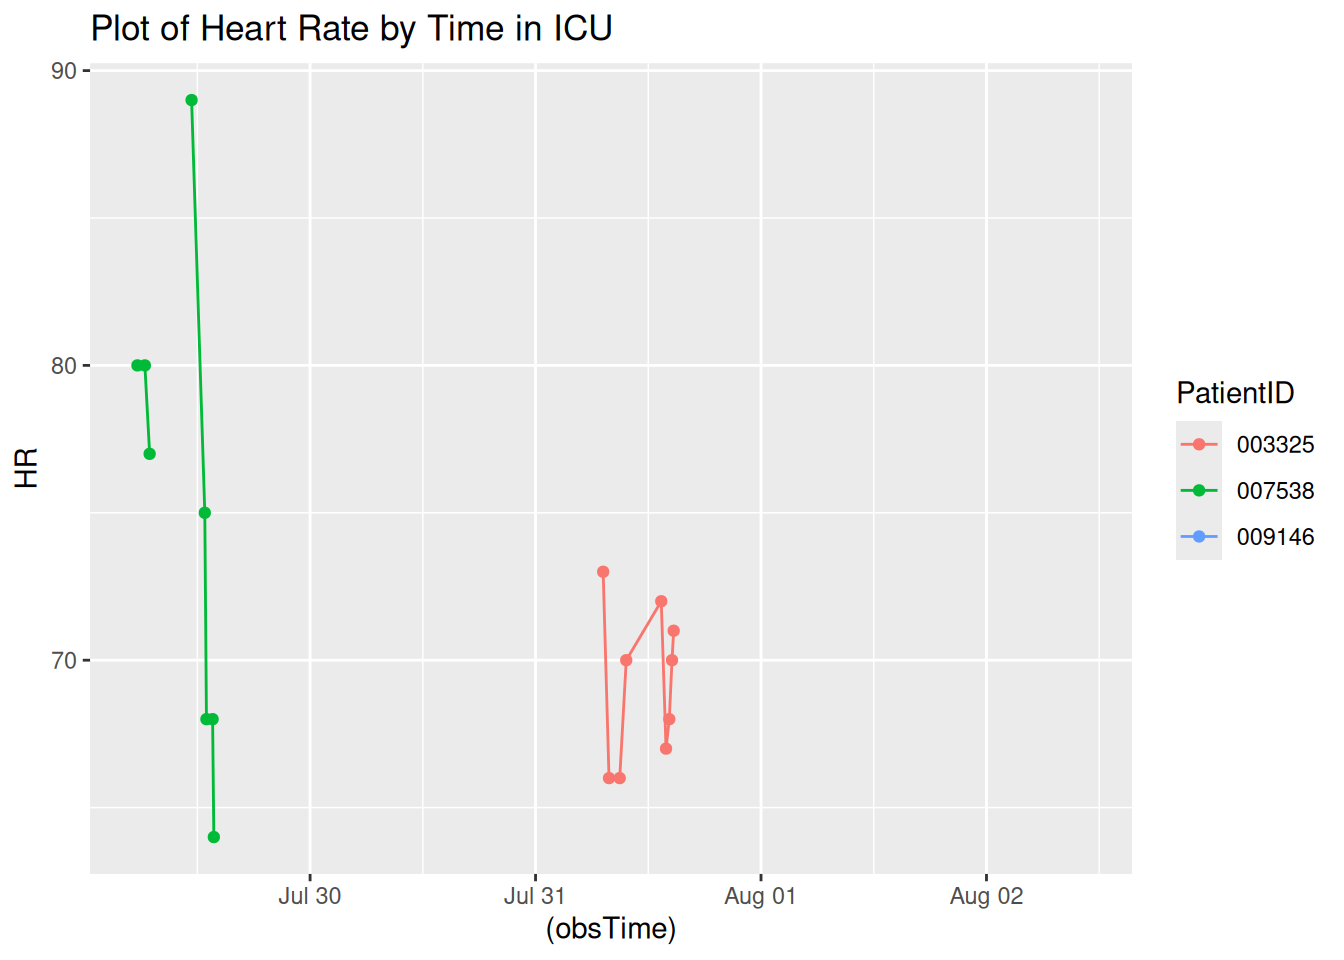 Plot of Heart Rate by Time in ICU
90
80
70
HR
Jul 30
Jul 31
Aug 01
Aug 02
(obsTime)
PatientID
003325
007538
009146